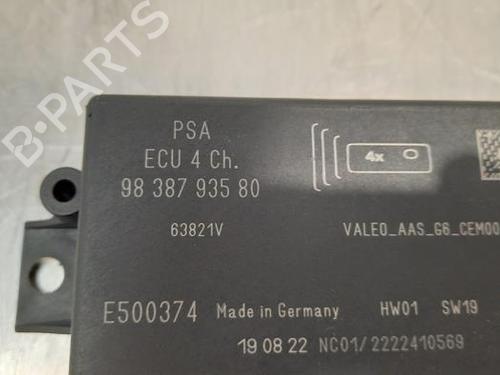 B-PARTS
PSA
ECU 4 Ch.
4x
98 387 935 80
63821V
VALEO_AAS_G6_CEM00
E500374 Made in Germany HW01 SW19
19 08 22 NC01/2222410569